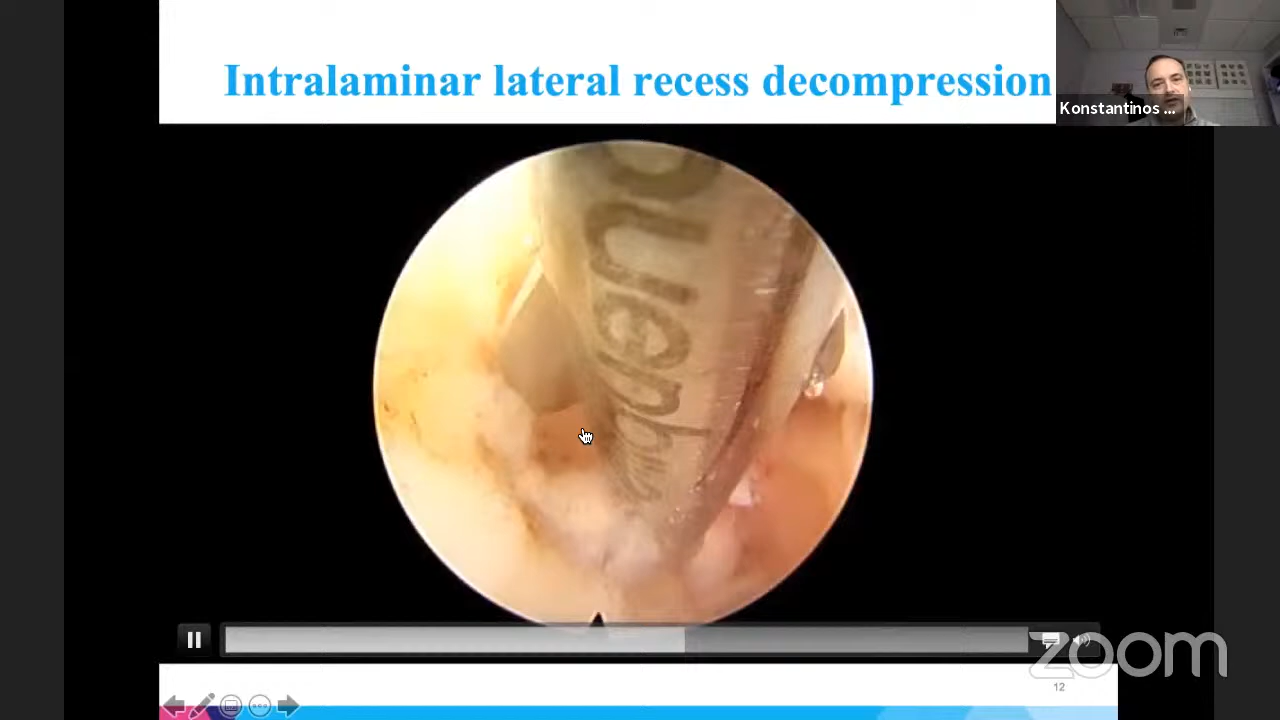 Intralaminar lateral recess decompression
Konstantinos ...
zoom
12